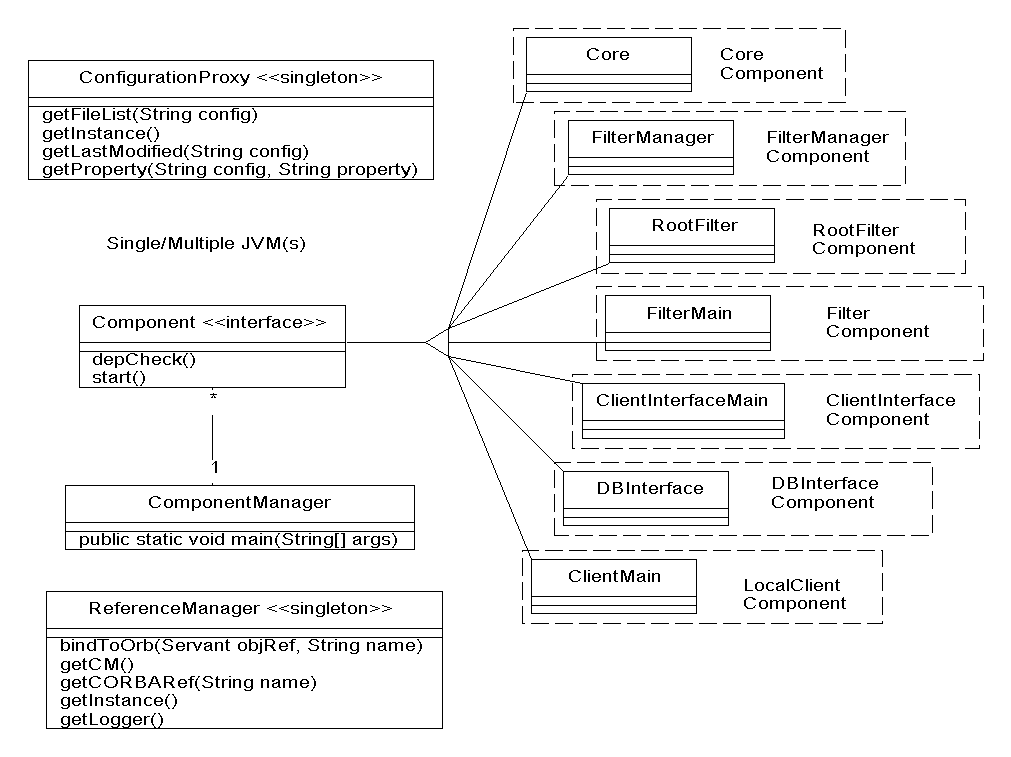 ConfigurationProxy <<singleton>>
getFileList(String config)
getInstance()
getLastModified(String config)
getProperty(String config, String property)
Single/Multiple JVM(s)
Component <<interface>>
depCheck()
start()
*
1
ComponentManager
public static void main(String[] args)
ReferenceManager <<singleton>>
bindToOrb(Servant objRef, String name)
getCM()
getCORBARef(String name)
getInstance()
getLogger()
Core
Core
Component
FilterManager
FilterManager
Component
RootFilter
RootFilter
Component
FilterMain
Filter
Component
ClientInterfaceMain
ClientInterface
Component
DBInterface
DBInterface
Component
ClientMain
LocalClient
Component